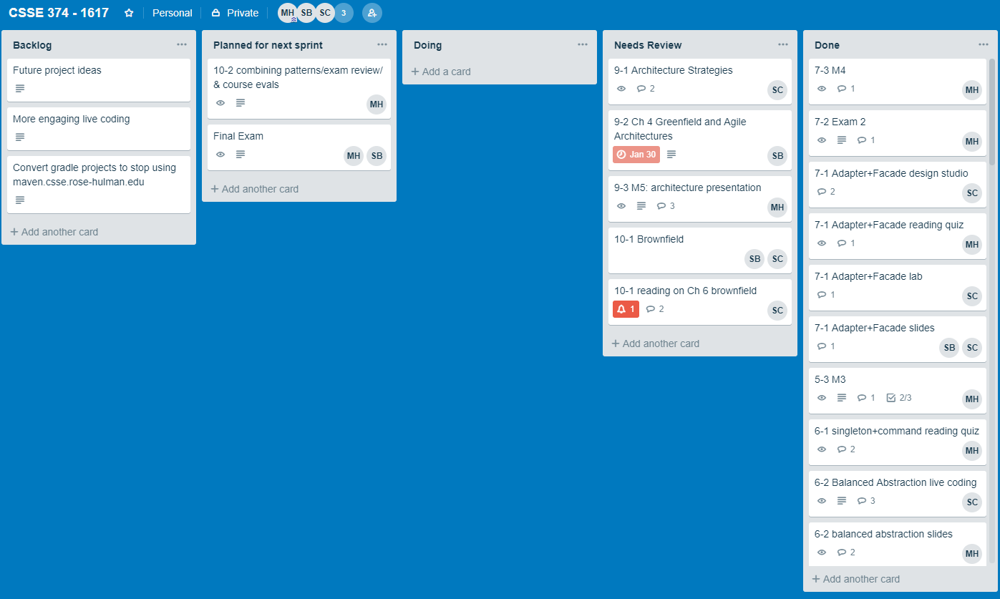 CSSE 374 - 1617
Personal
Private
MH
SB
SC
3
Backlog
Future project ideas
More engaging live coding
Convert gradle projects to stop using
maven.csse.rose-hulman.edu
+ Add another card
Planned for next sprint
10-2 combining patterns/exam review/
& course evals
MH
Final Exam
MH
SB
+ Add another card
Doing
+ Add a card
Needs Review
9-1 Architecture Strategies
2
SC
9-2 Ch 4 Greenfield and Agile
Architectures
Jan 30
SB
9-3 M5: architecture presentation
3
MH
10-1 Brownfield
SB
SC
10-1 reading on Ch 6 brownfield
1
2
SC
+ Add another card
Done
7-3 M4
1
MH
7-2 Exam 2
1
MH
7-1 Adapter+Facade design studio
2
SC
7-1 Adapter+Facade reading quiz
1
MH
7-1 Adapter+Facade lab
1
SC
7-1 Adapter+Facade slides
1
SB
SC
5-3 M3
1
2/3
MH
6-1 singleton+command reading quiz
2
MH
6-2 Balanced Abstraction live coding
3
SC
6-2 balanced abstraction slides
2
MH
+ Add another card